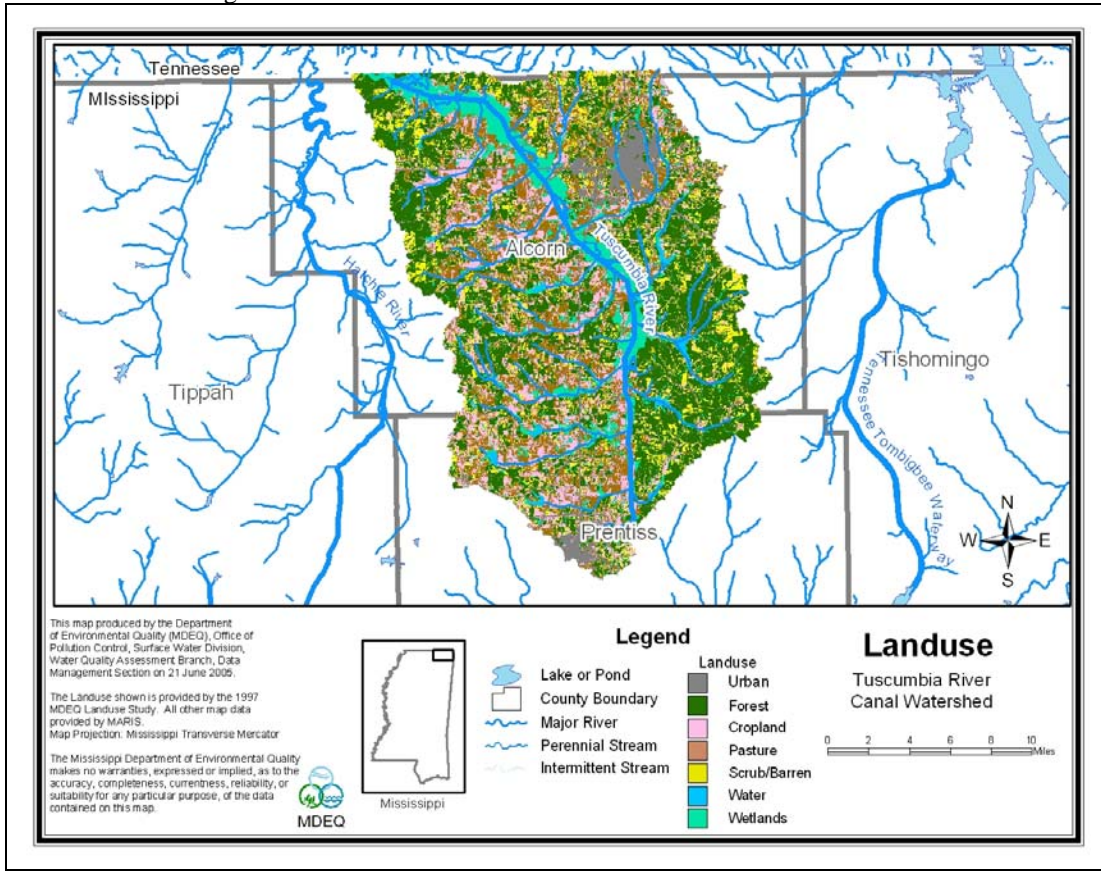 Tennessee
MIssissippi
Alcorn
Tuscumbia River
Hatchie River
Tippah
Tishomingo
Tennessee Tombigbee Waterway
Prentiss
N
W E
S
This map produced by the Department
of Environmental Quality (MDEQ), Office of
Pollution Control, Surface Water Division,
Water Quality Assessment Branch, Data
Management Section on 21 June 2005.
The Landuse shown is provided by the 1997
MDEQ Landuse Study. All other map data
provided by MARIS.
Map Projection: Mississippi Transverse Mercator
The Mississippi Department of Environmental Quality
makes no warranties, expressed or implied, as to the
accuracy, completeness, currentness, reliability, or
suitability for any particular purpose, of the data
contained on this map.
MDEQ
Mississippi
Legend
Lake or Pond
County Boundary
Major River
Perennial Stream
Intermittent Stream
Landuse
Urban
Forest
Cropland
Pasture
Scrub/Barren
Water
Wetlands
Landuse
Tuscumbia River
Canal Watershed
0 2 4 6 8 10
Miles